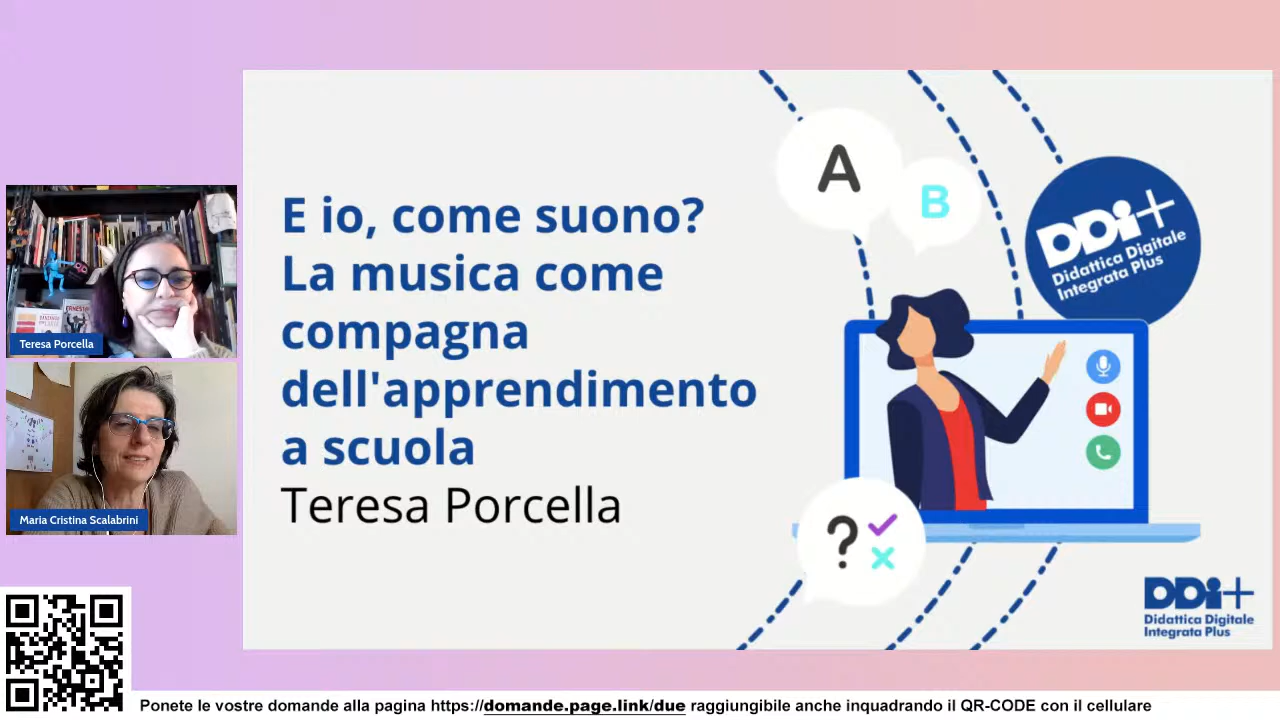 E io, come suono?
La musica come
compagna
dell'apprendimento
a scuola
Teresa Porcella
A
B
DDi+
Didattica Digitale
Integrata Plus
?
ERNESTO
Teresa Porcella
Maria Cristina Scalabrini
DDi+
Didattica Digitale
Integrata Plus
Ponete le vostre domande alla pagina https://domande.page.link/due raggiungibile anche inquadrando il QR-CODE con il cellulare